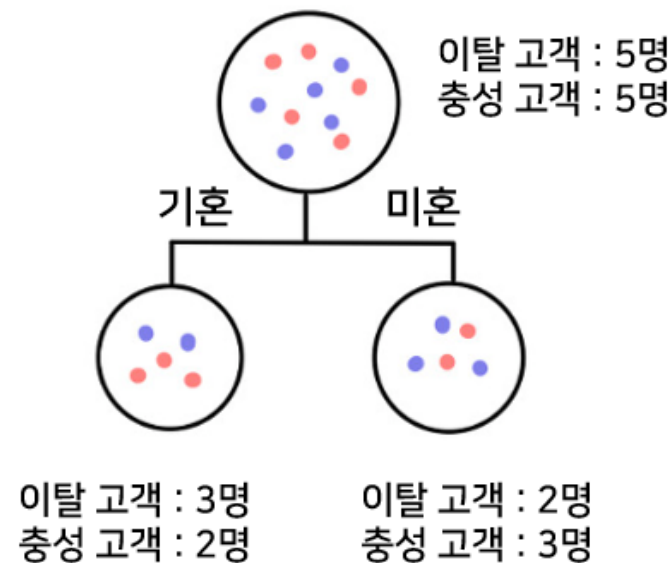 이탈 고객 : 5명
충성 고객 : 5명
기혼
미혼
이탈 고객 : 3명
충성 고객 : 2명
이탈 고객 : 2명
충성 고객 : 3명